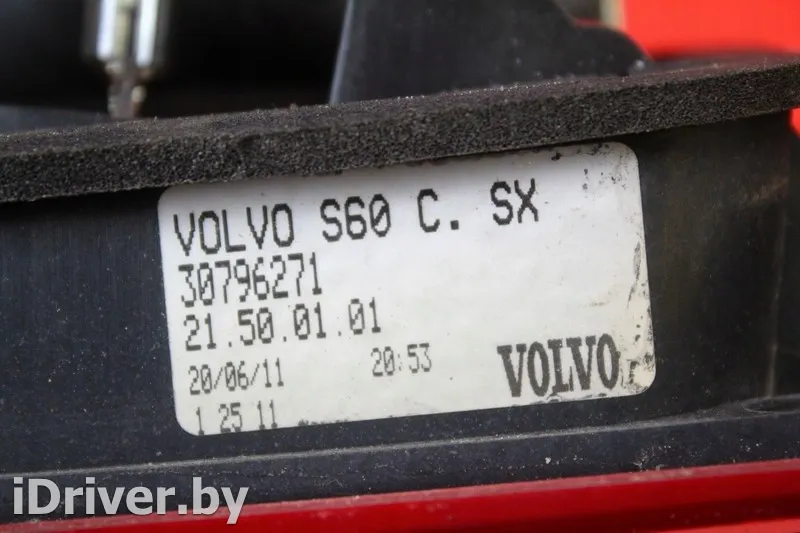 VOLVO S60 C. SX
30796271
21.50.01.01
20/06/11 20:53
VOLVO
1 25 11
iDriver.by